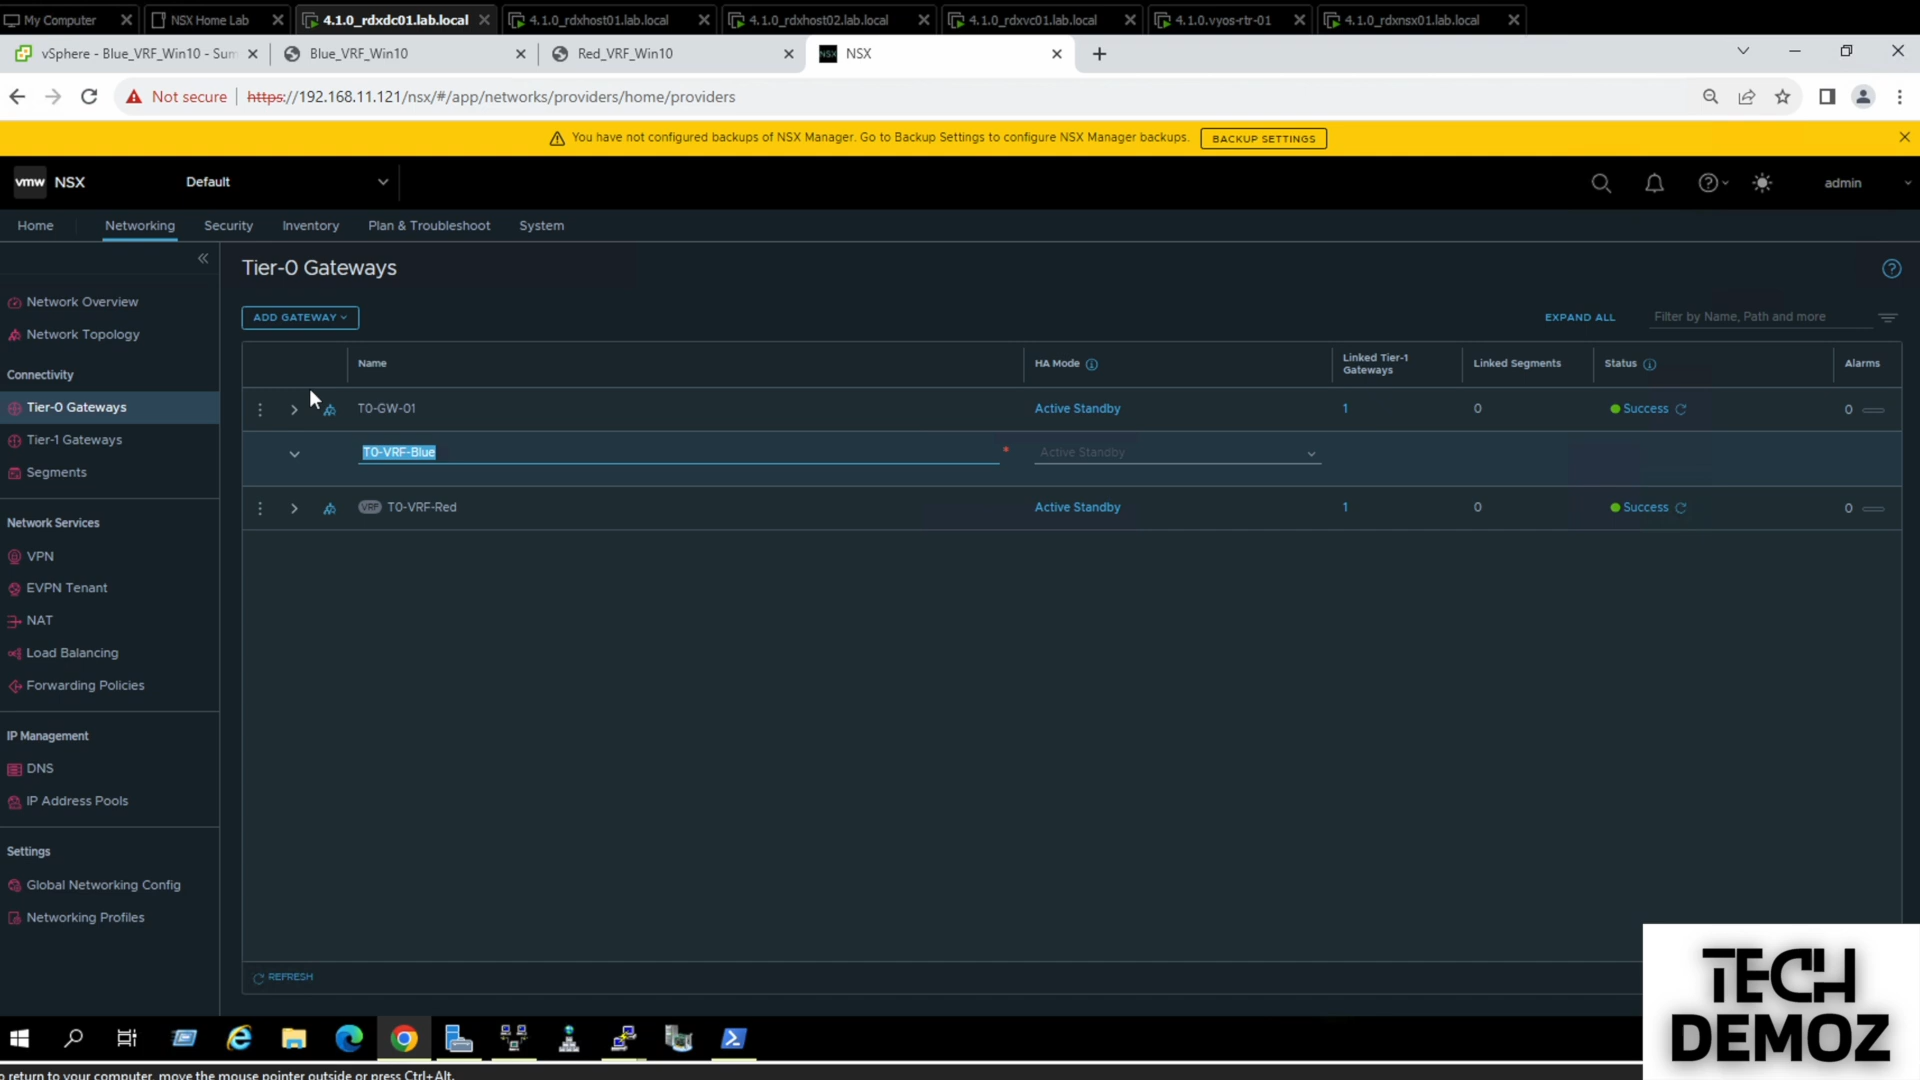 My Computer
NSX Home Lab
4.1.0_rdxdc01.lab.local
4.1.0_rdxhost01.lab.local
4.1.0_rdxhost02.lab.local
4.1.0_rdxvc01.lab.local
4.1.0.vyos-rtr-01
4.1.0_rdxnsx01.lab.local
vSphere - Blue_VRF_Win10 - Sum
Blue_VRF_Win10
Red_VRF_Win10
NSX
NSX
Not secure
https://192.168.11.121/nsx/#/app/networks/providers/home/providers
You have not configured backups of NSX Manager. Go to Backup Settings to configure NSX Manager backups.
BACKUP SETTINGS
vmw NSX
Default
admin
Home
Networking
Security
Inventory
Plan & Troubleshoot
System
Network Overview
Network Topology
Connectivity
Tier-0 Gateways
Tier-1 Gateways
Segments
Network Services
VPN
EVPN Tenant
NAT
Load Balancing
Forwarding Policies
IP Management
DNS
IP Address Pools
Settings
Global Networking Config
Networking Profiles
Tier-0 Gateways
ADD GATEWAY
EXPAND ALL
Filter by Name, Path and more
Name
HA Mode
Linked Tier-1
Gateways
Linked Segments
Status
Alarms
T0-GW-01
Active Standby
1
0
Success
0
T0-VRF-Blue
*
Active Standby
VRF
T0-VRF-Red
Active Standby
1
0
Success
0
REFRESH
TECH
DEMOZ
o return to your computer, move the mouse pointer outside or press Ctrl+Alt.